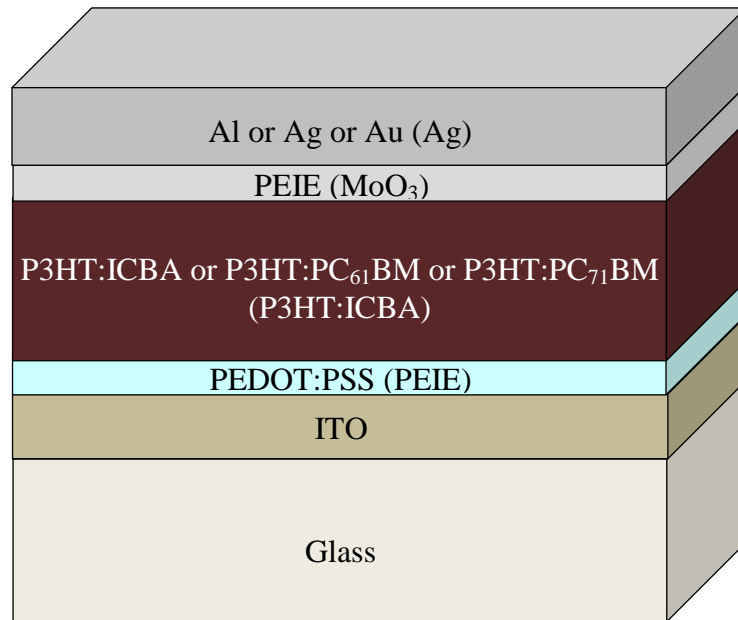 Al or Ag or Au (Ag)
PEIE (MoO₃)
P3HT:ICBA or P3HT:PC₆₁BM or P3HT:PC₇₁BM
(P3HT:ICBA)
PEDOT:PSS (PEIE)
ITO
Glass